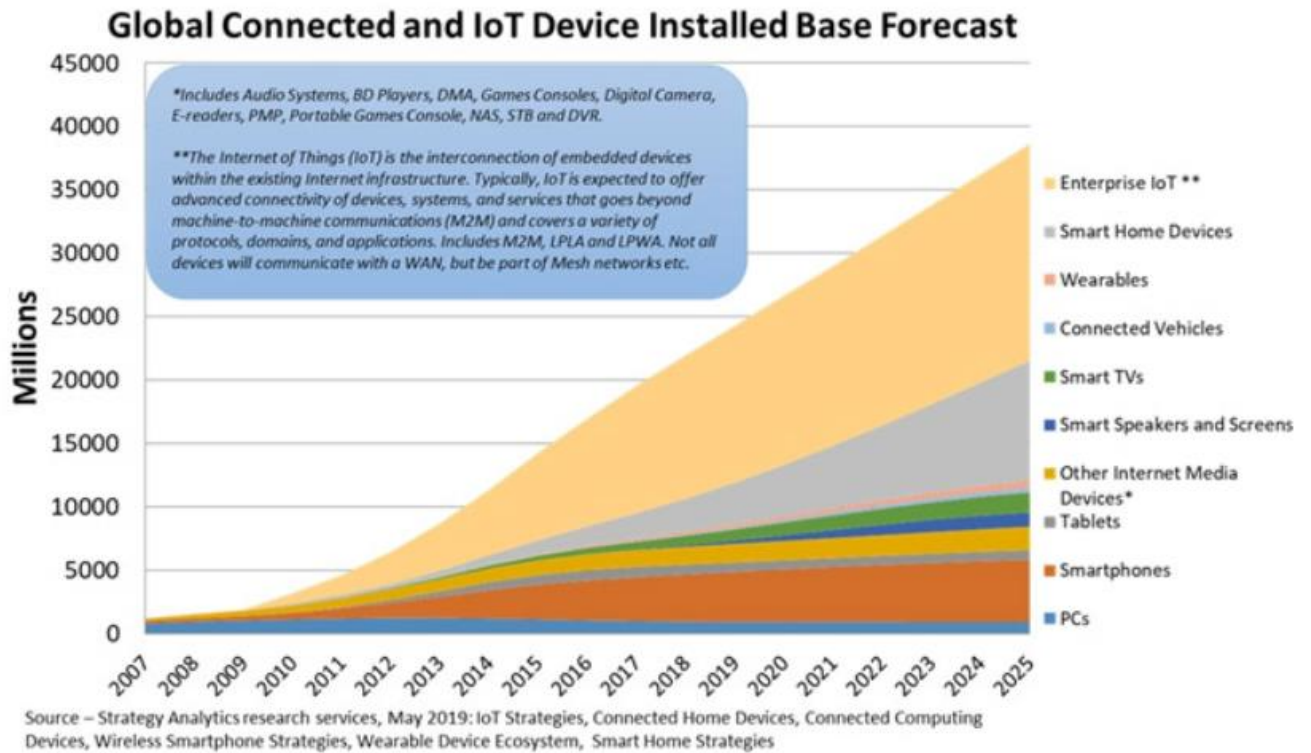 Global Connected and IoT Device Installed Base Forecast
45000
40000
35000
30000
25000
20000
15000
10000
5000
0
Millions
*Includes Audio Systems, BD Players, DMA, Games Consoles, Digital Camera,
E-readers, PMP, Portable Games Console, NAS, STB and DVR.
**The Internet of Things (IoT) is the interconnection of embedded devices
within the existing Internet infrastructure. Typically, IoT is expected to offer
advanced connectivity of devices, systems, and services that goes beyond
machine-to-machine communications (M2M) and covers a variety of
protocols, domains, and applications. Includes M2M, LPLA and LPWA. Not all
devices will communicate with a WAN, but be part of Mesh networks etc.
Enterprise IoT **
Smart Home Devices
Wearables
Connected Vehicles
Smart TVs
Smart Speakers and Screens
Other Internet Media
Devices*
Tablets
Smartphones
PCs
2007
2008
2009
2010
2011
2012
2013
2014
2015
2016
2017
2018
2019
2020
2021
2022
2023
2024
2025
Source – Strategy Analytics research services, May 2019: IoT Strategies, Connected Home Devices, Connected Computing
Devices, Wireless Smartphone Strategies, Wearable Device Ecosystem, Smart Home Strategies